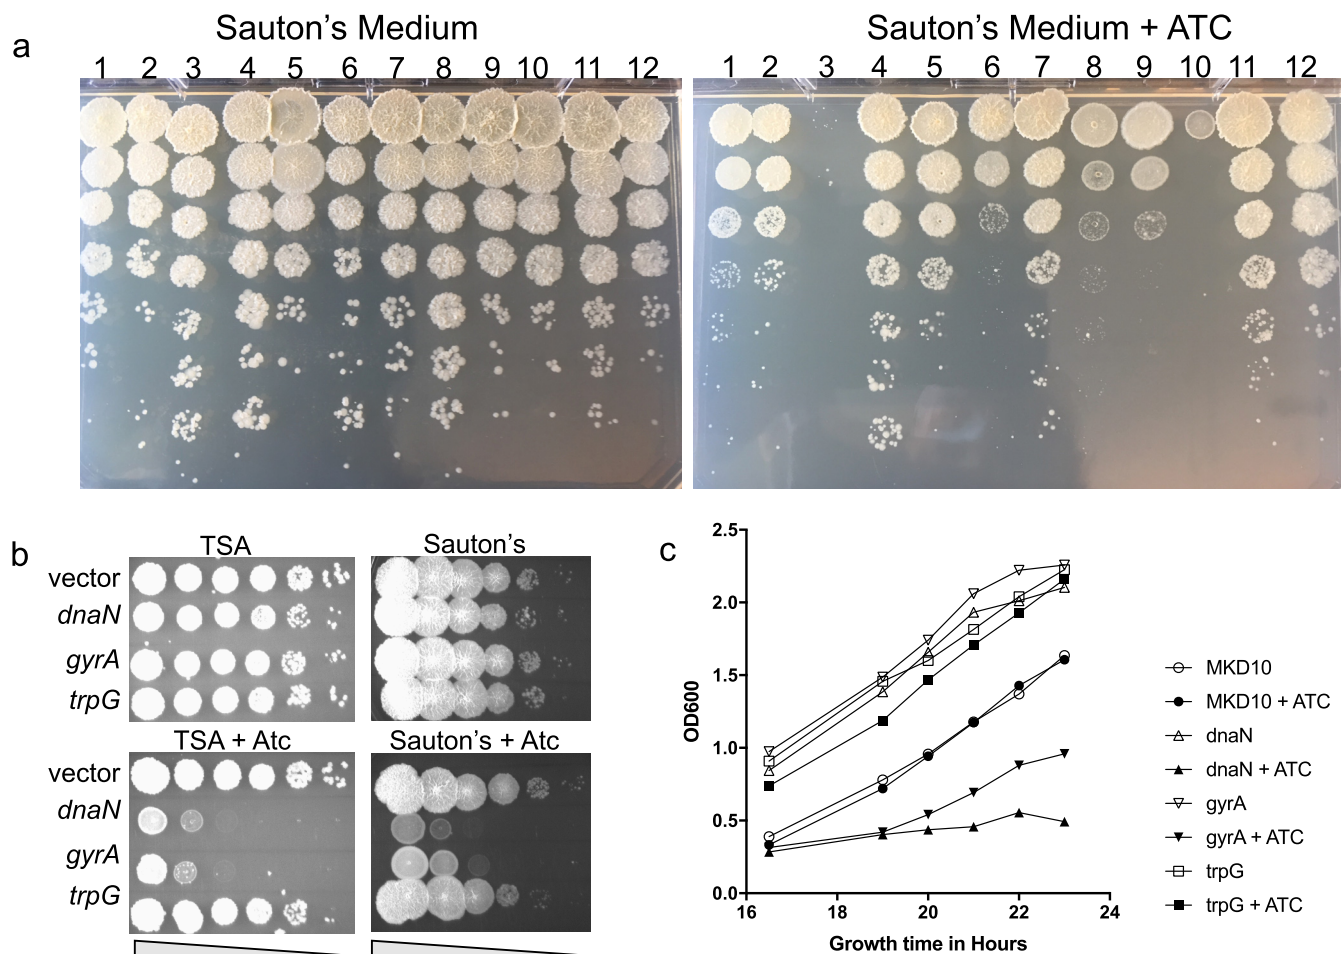 a
Sauton's Medium
Sauton's Medium + ATC
1 2 3 4 5 6 7 8 9 10 11 12
1 2 3 4 5 6 7 8 9 10 11 12
b
TSA
Sauton's
vector
dnaN
gyrA
trpG
TSA + Atc
Sauton's + Atc
vector
dnaN
gyrA
trpG
c
2.5
2.0
1.5
1.0
0.5
0.0
OD600
16 18 20 22 24
Growth time in Hours
MKD10
MKD10 + ATC
dnaN
dnaN + ATC
gyrA
gyrA + ATC
trpG
trpG + ATC